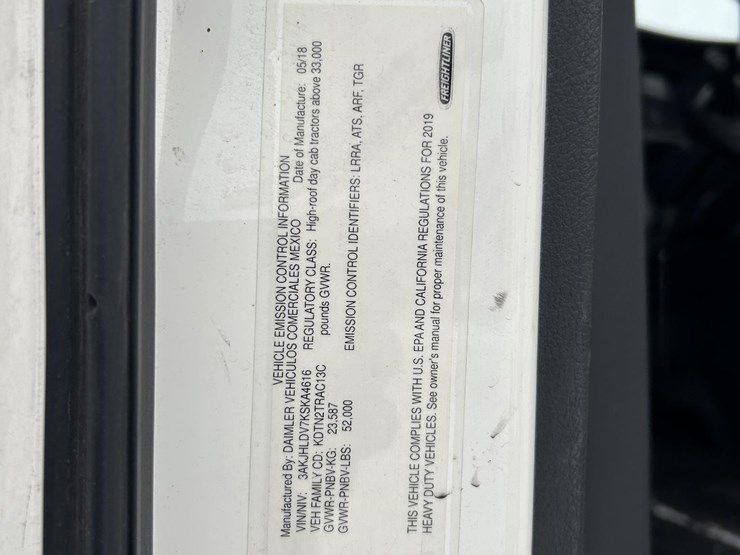 VEHICLE EMISSION CONTROL INFORMATION
Manufactured By: DAIMLER VEHICULOS COMERCIALES MEXICO Date of Manufacture: 05/18
VIN/NIV: 3AKJHLDV7KSKA4616 REGULATORY CLASS: High-roof day cab tractors above 33,000
VEH FAMILY CD: KDTN2TRAC13C pounds GVWR.
GVWR-PNBV-KG: 23,587
GVWR-PNBV-LBS: 52,000 EMISSION CONTROL IDENTIFIERS: LRRA, ATS, ARF, TGR
THIS VEHICLE COMPLIES WITH U.S. EPA AND CALIFORNIA REGULATIONS FOR 2019
HEAVY DUTY VEHICLES. See owner's manual for proper maintenance of this vehicle.
FREIGHTLINER